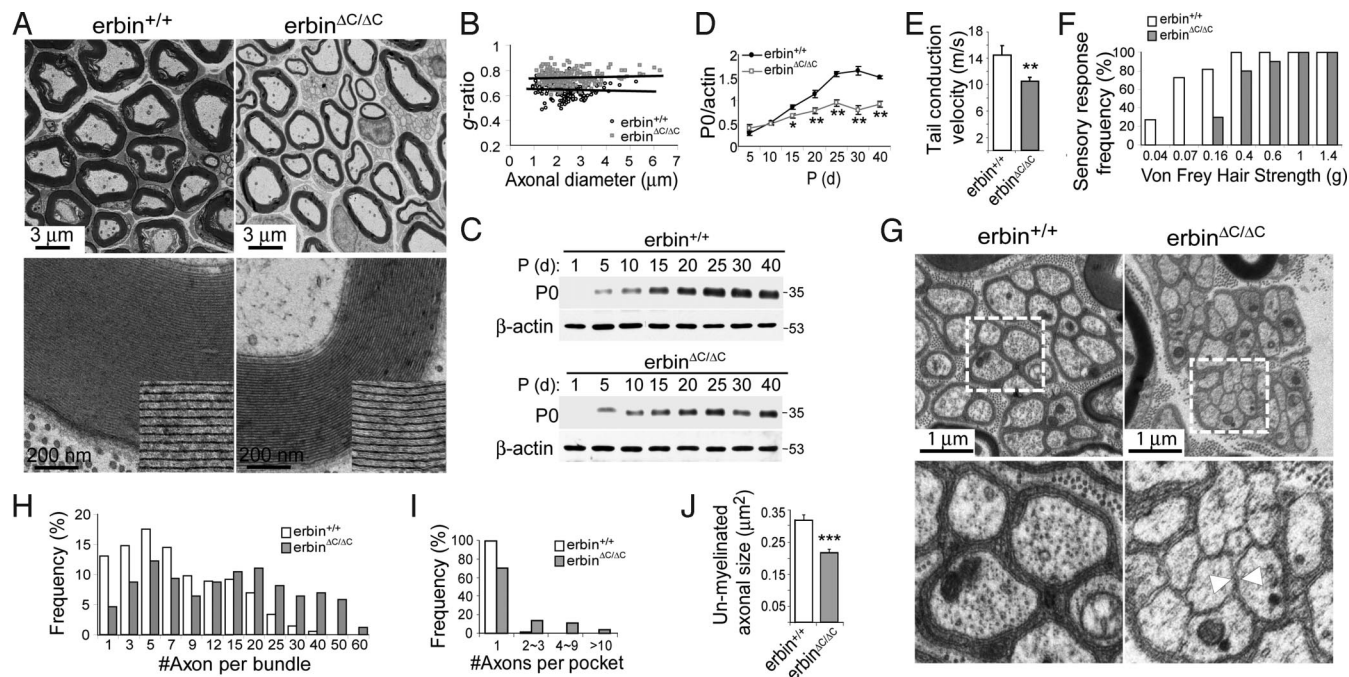 A
erbin+/+
erbinΔC/ΔC
3 μm
3 μm
200 nm
200 nm
B
g-ratio
1
0.8
0.6
0.4
0.2
0
0 1 2 3 4 5 6 7
erbin+/+
erbinΔC/ΔC
Axonal diameter (μm)
C
erbin+/+
P (d): 1 5 10 15 20 25 30 40
P0
-35
β-actin
-53
erbinΔC/ΔC
P (d): 1 5 10 15 20 25 30 40
P0
-35
β-actin
-53
D
P0/actin
2
1.5
1
0.5
0
erbin+/+
erbinΔC/ΔC
* ** ** ** **
5 10 15 20 25 30 40
P (d)
E
Tail conduction
velocity (m/s)
20
15
10
5
0
**
erbin+/+
erbinΔC/ΔC
F
erbin+/+
erbinΔC/ΔC
Sensory response
frequency (%)
100
80
60
40
20
0.04 0.07 0.16 0.4 0.6 1 1.4
Von Frey Hair Strength (g)
G
erbin+/+
erbinΔC/ΔC
1 μm
1 μm
H
Frequency (%)
20
15
10
5
0
erbin+/+
erbinΔC/ΔC
1 3 5 7 9 12 15 20 25 30 40 50 60
#Axon per bundle
I
Frequency (%)
100
80
60
40
20
0
erbin+/+
erbinΔC/ΔC
1 2~3 4~9 >10
#Axons per pocket
J
Un-myelinated
axonal size (μm2)
0.35
0.25
0.15
0.05
***
erbin+/+
erbinΔC/ΔC